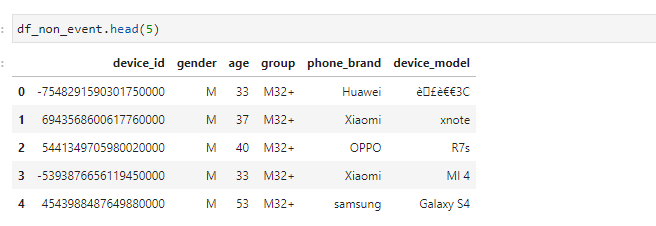 : df_non_event.head(5)
:
device_id gender age group phone_brand device_model
0 -7548291590301750000 M 33 M32+ Huawei è□£è€€3C
1 6943568600617760000 M 37 M32+ Xiaomi xnote
2 5441349705980020000 M 40 M32+ OPPO R7s
3 -5393876656119450000 M 33 M32+ Xiaomi MI 4
4 4543988487649880000 M 53 M32+ samsung Galaxy S4